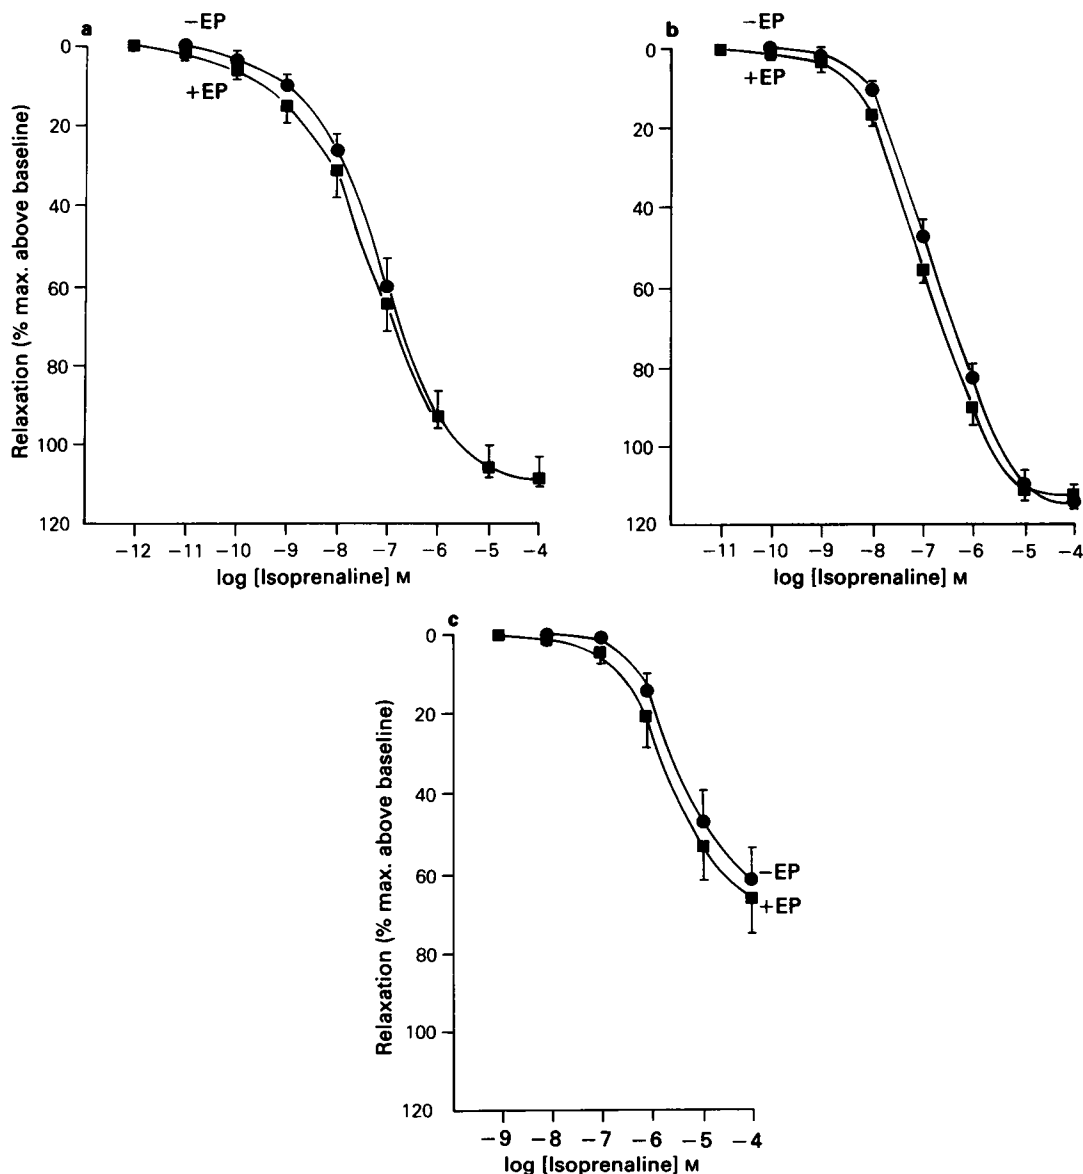 a
−EP
+EP
0
20
40
60
80
100
120
Relaxation (% max. above baseline)
−12 −11 −10 −9 −8 −7 −6 −5 −4
log [Isoprenaline] M
b
−EP
+EP
0
20
40
60
80
100
120
−11 −10 −9 −8 −7 −6 −5 −4
log [Isoprenaline] M
c
0
20
40
60
80
100
120
Relaxation (% max. above baseline)
−EP
+EP
−9 −8 −7 −6 −5 −4
log [Isoprenaline] M